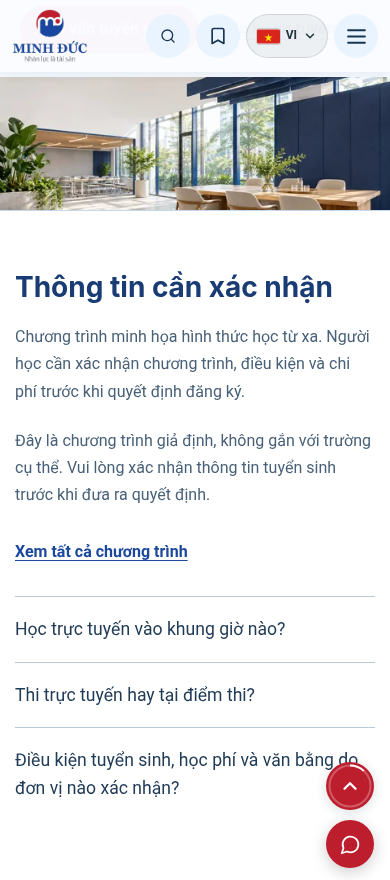 MINH ĐỨC
Nhân lực là tài sản
VI
Thông tin cần xác nhận
Chương trình minh họa hình thức học từ xa. Người
học cần xác nhận chương trình, điều kiện và chi
phí trước khi quyết định đăng ký.
Đây là chương trình giả định, không gắn với trường
cụ thể. Vui lòng xác nhận thông tin tuyển sinh
trước khi đưa ra quyết định.
Xem tất cả chương trình
Học trực tuyến vào khung giờ nào?
Thi trực tuyến hay tại điểm thi?
Điều kiện tuyển sinh, học phí và văn bằng do
đơn vị nào xác nhận?